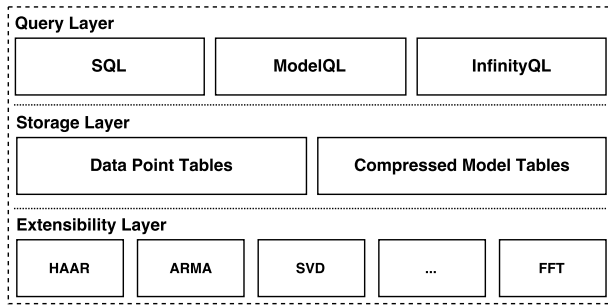 Query Layer
SQL ModelQL InfinityQL
Storage Layer
Data Point Tables Compressed Model Tables
Extensibility Layer
HAAR ARMA SVD ... FFT